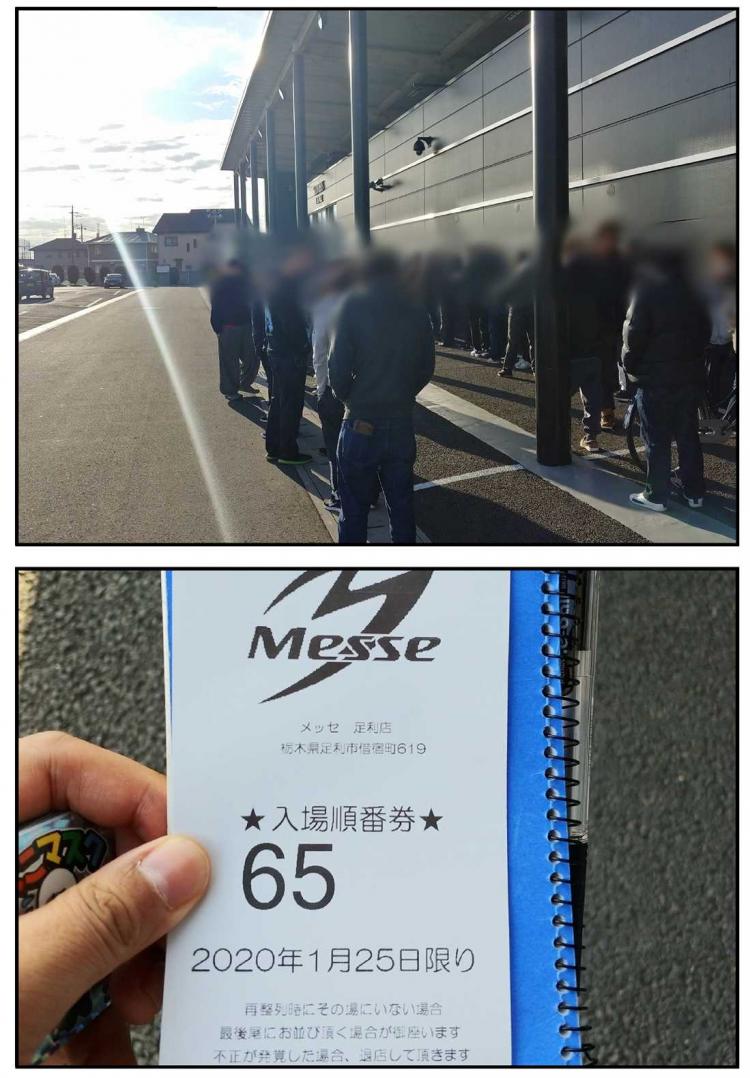 Messe
メッセ 足利店
栃木県足利市借宿町619
★入場順番券★
65
2020年1月25日限り
再整列時にその場にいない場合
最後尾にお並び頂く場合が御座います
不正が発覚した場合、退店して頂きます
マスク